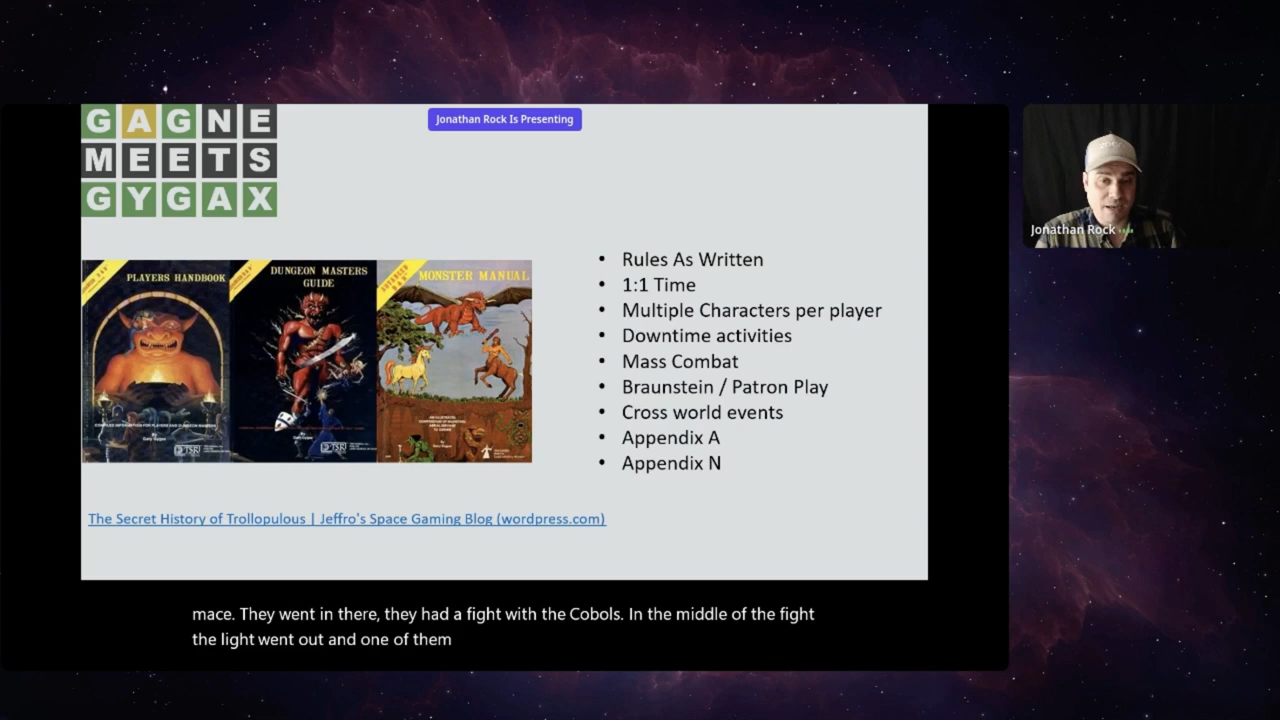 Jonathan Rock Is Presenting
GAGNE
MEETS
GYGAX
PLAYERS HANDBOOK
DUNGEON MASTERS
GUIDE
MONSTER MANUAL
• Rules As Written
• 1:1 Time
• Multiple Characters per player
• Downtime activities
• Mass Combat
• Braunstein / Patron Play
• Cross world events
• Appendix A
• Appendix N
The Secret History of Trollopulous | Jeffro's Space Gaming Blog (wordpress.com)
mace. They went in there, they had a fight with the Cobols. In the middle of the fight
the light went out and one of them
Jonathan Rock